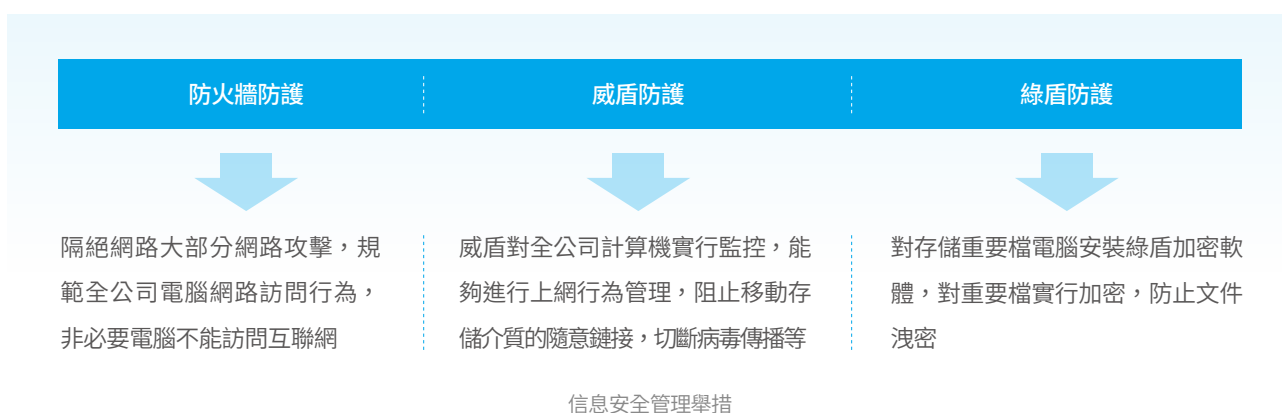 防火牆防護
威盾防護
綠盾防護
隔絕網路大部分網路攻擊，規
範全公司電腦網路訪問行為，
非必要電腦不能訪問互聯網
威盾對全公司計算機實行監控，能
夠進行上網行為管理，阻止移動存
儲介質的隨意鏈接，切斷病毒傳播等
對存儲重要檔電腦安裝綠盾加密軟
體，對重要檔實行加密，防止文件
洩密
信息安全管理舉措